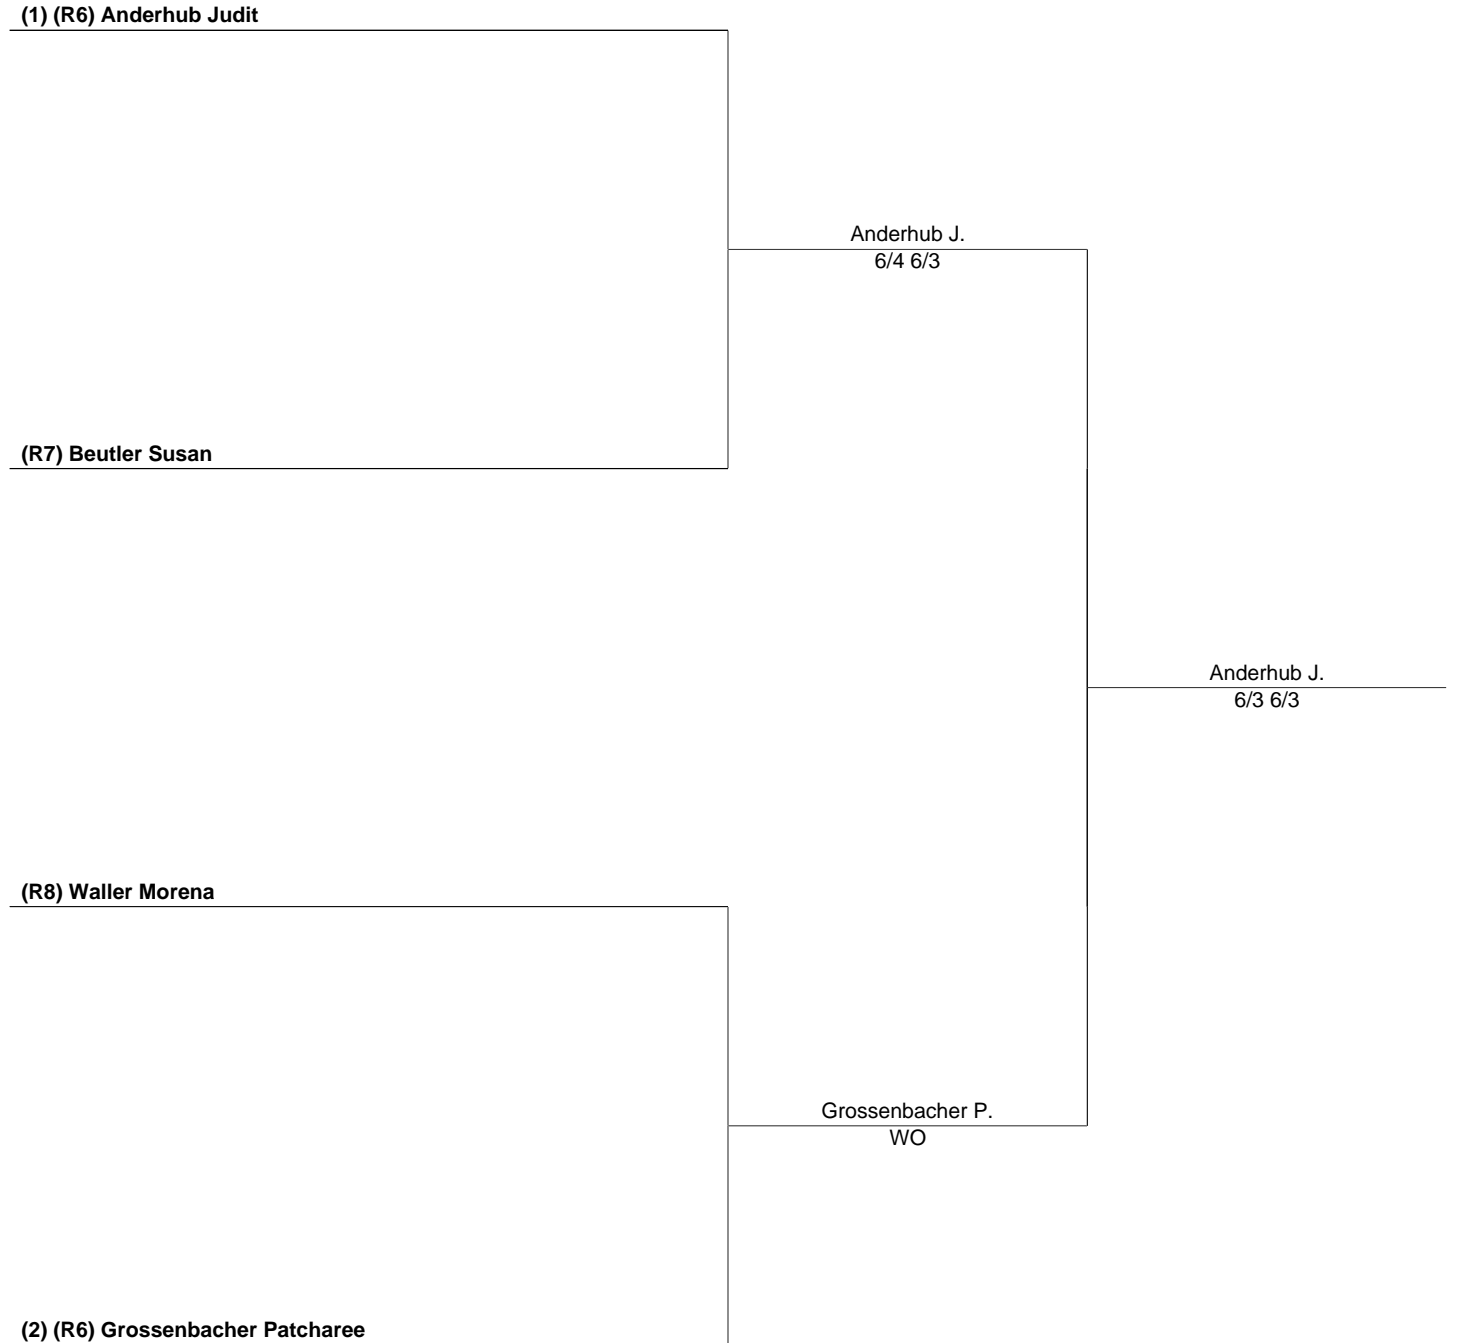 (1) (R6) Anderhub Judit
Anderhub J.
6/4 6/3
(R7) Beutler Susan
Anderhub J.
6/3 6/3
(R8) Waller Morena
Grossenbacher P.
WO
(2) (R6) Grossenbacher Patcharee